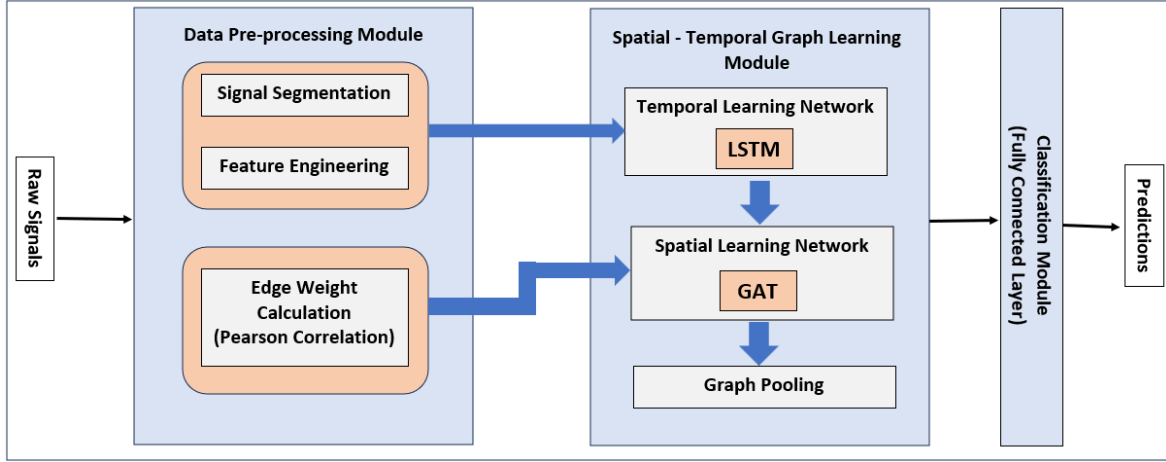 Raw Signals
Data Pre-processing Module
Signal Segmentation
Feature Engineering
Edge Weight
Calculation
(Pearson Correlation)
Spatial - Temporal Graph Learning
Module
Temporal Learning Network
LSTM
Spatial Learning Network
GAT
Graph Pooling
Classification Module
(Fully Connected Layer)
Predictions